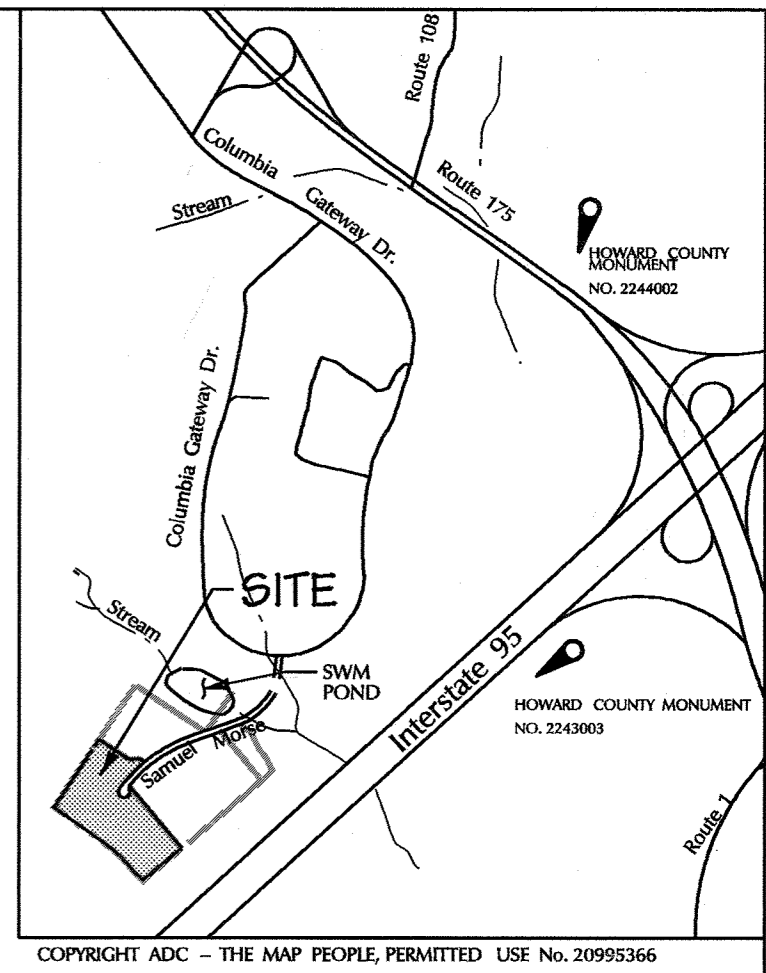 Route 108
Columbia
Gateway Dr.
Route 175
Stream
HOWARD COUNTY
MONUMENT
NO. 2244002
Columbia Gateway Dr.
SITE
Stream
SWM
POND
Interstate 95
HOWARD COUNTY MONUMENT
NO. 2243003
Samuel Morse
Route 1
COPYRIGHT ADC – THE MAP PEOPLE, PERMITTED USE No. 20995366